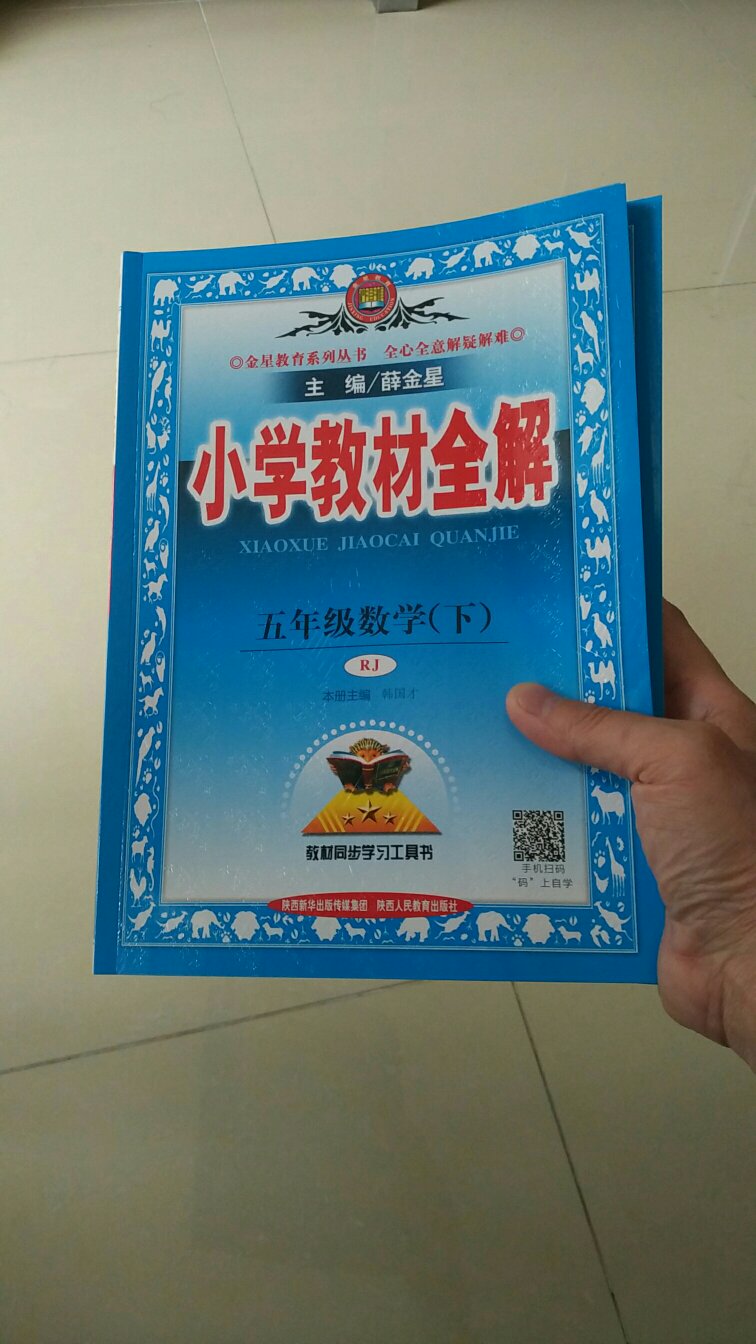 ◎金星教育系列丛书 全心全意解疑解难◎
主 编/薛金星
小学教材全解
XIAOXUE JIAOCAI QUANJIE
五年级数学(下)
RJ
本册主编 韩国才
教材同步学习工具书
手机扫码
“码”上自学
陕西新华出版传媒集团 陕西人民教育出版社